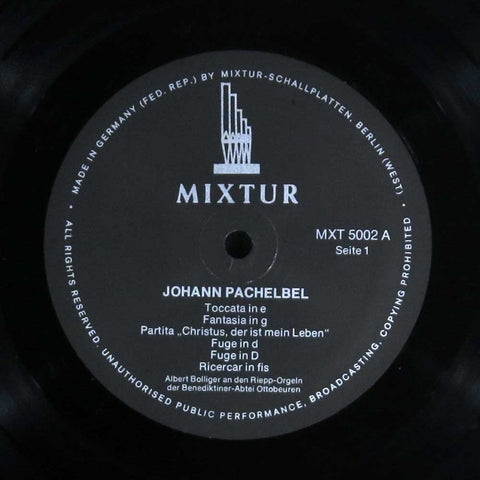 MADE IN GERMANY (FED. REP.) BY MIXTUR-SCHALLPLATTEN, BERLIN (WEST).
MIXTUR
MXT 5002 A
Seite 1
JOHANN PACHELBEL
Toccata in e
Fantasia in g
Partita „Christus, der ist mein Leben“
Fuge in d
Fuge in D
Ricercar in fis
Albert Bolliger an den Riepp-Orgeln
der Benediktiner-Abtei Ottobeuren
ALL RIGHTS RESERVED. UNAUTHORISED PUBLIC PERFORMANCE, BROADCASTING, COPYING PROHIBITED